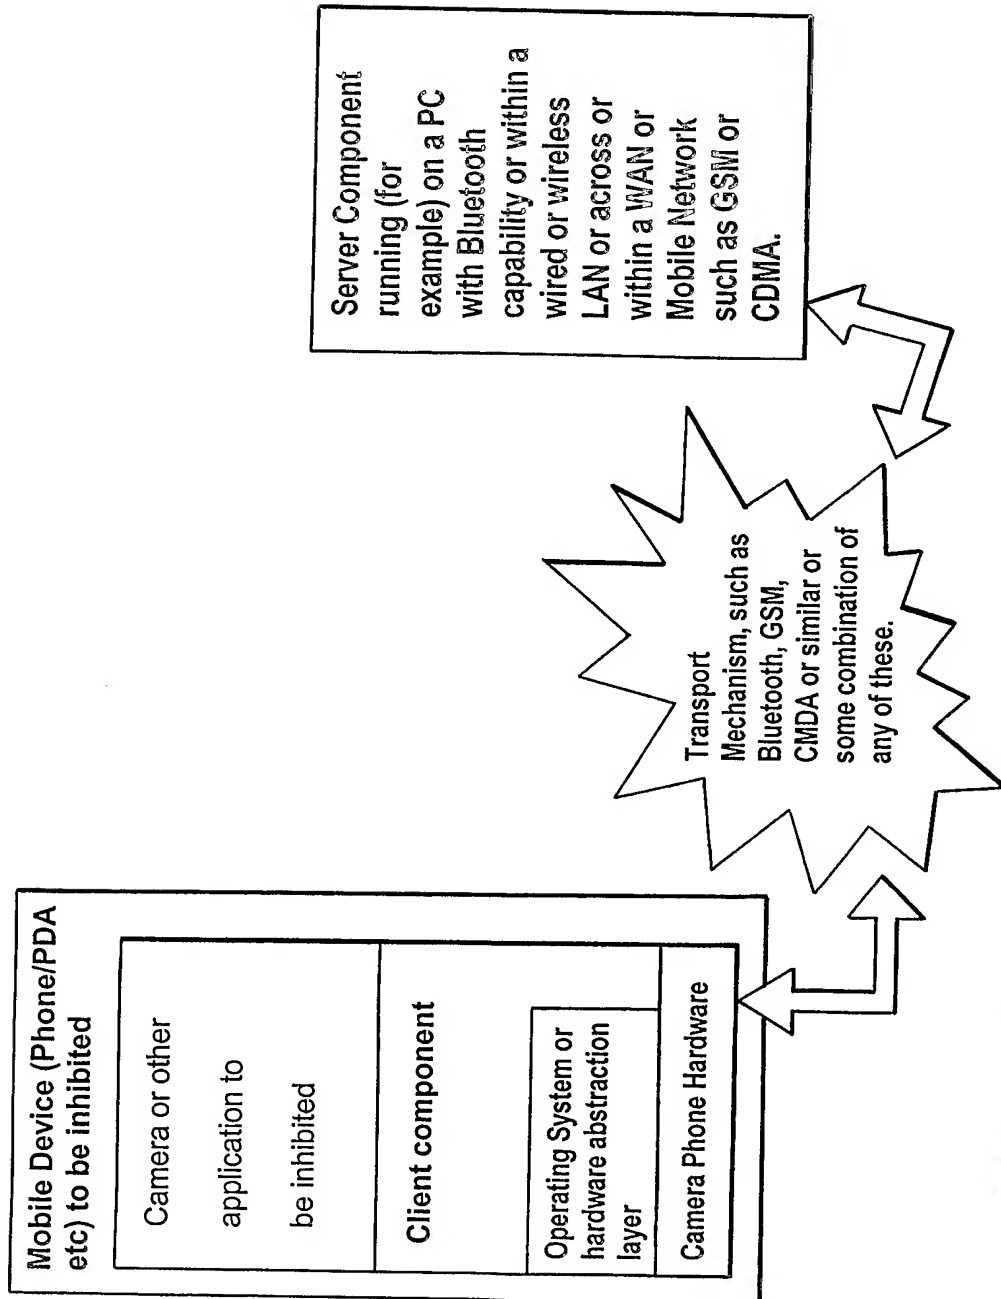 Mobile Device (Phone/PDA
etc) to be inhibited
Camera or other
application to
be inhibited
Client component
Operating System or
hardware abstraction
layer
Camera Phone Hardware
Transport
Mechanism, such as
Bluetooth, GSM,
CMDA or similar or
some combination of
any of these.
Server Component
running (for
example) on a PC
with Bluetooth
capability or within a
wired or wireless
LAN or across or
within a WAN or
Mobile Network
such as GSM or
CDMA.